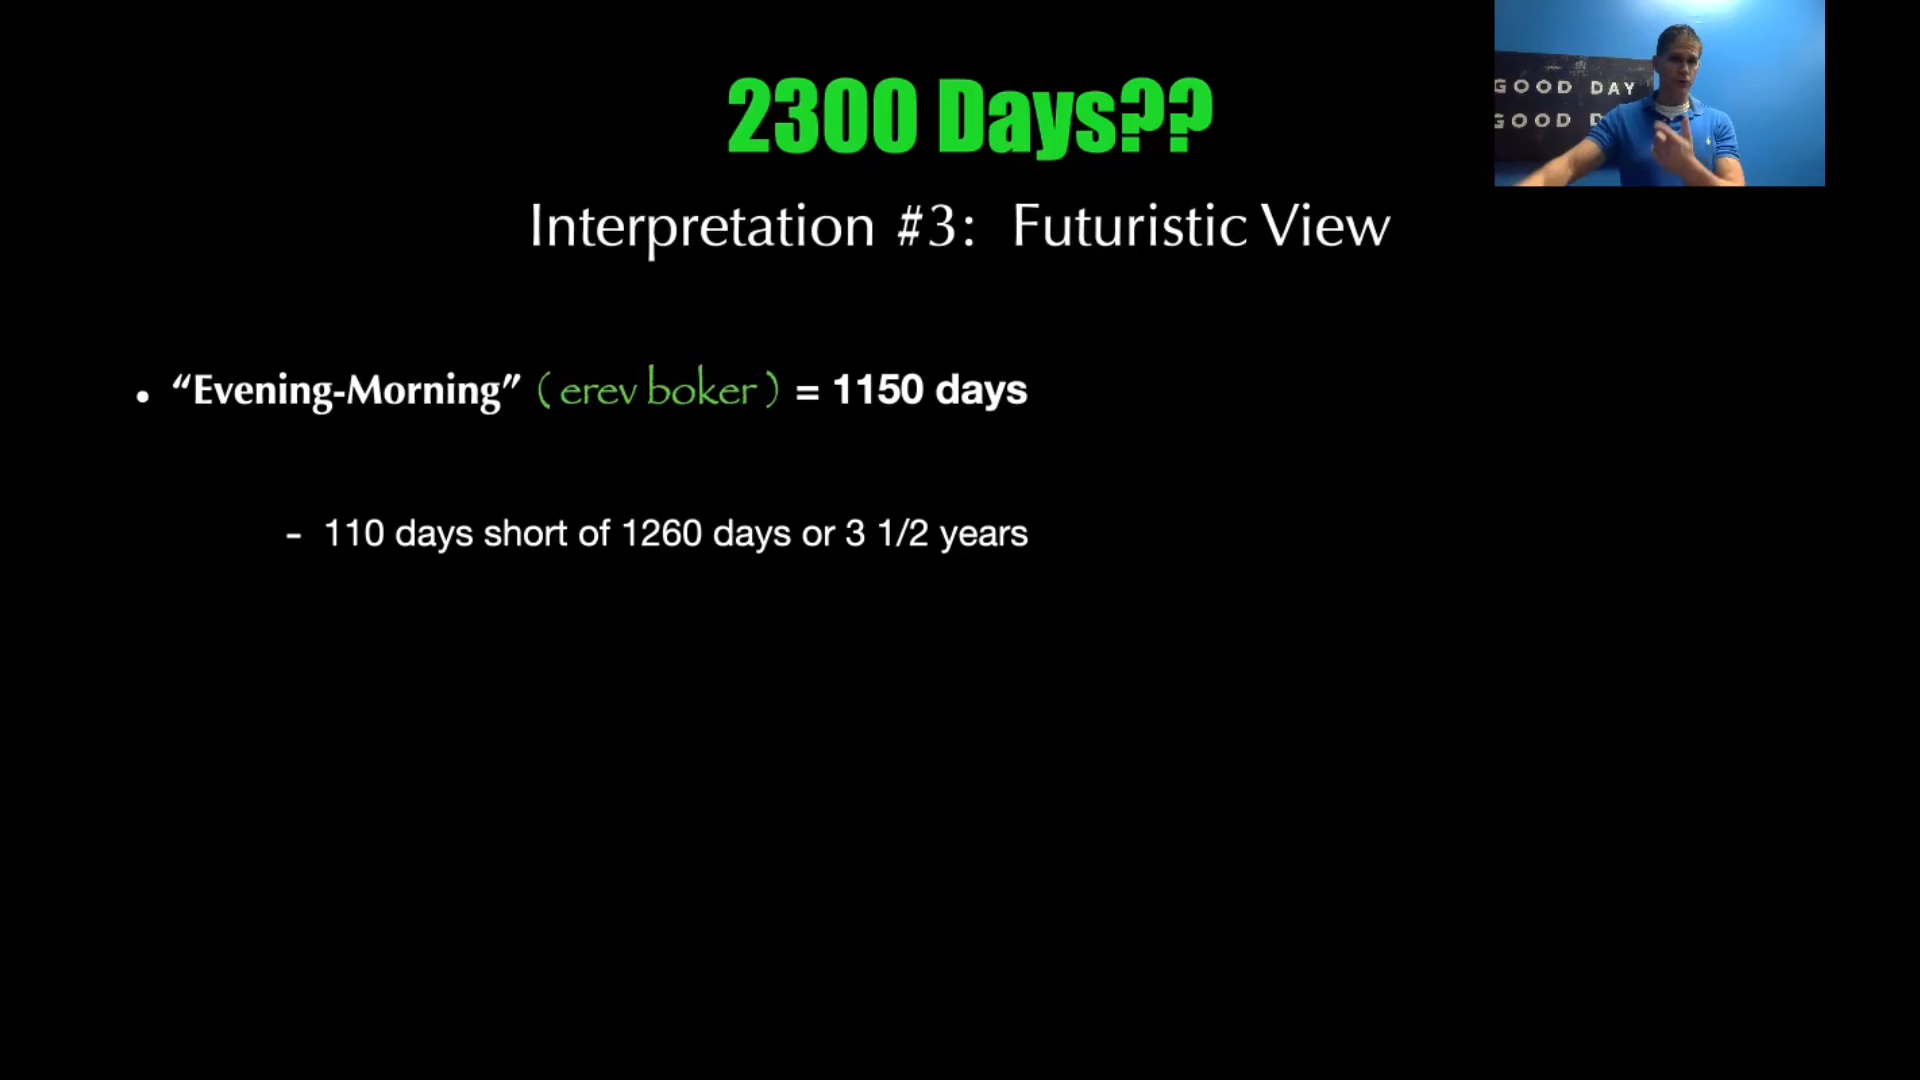 2300 Days??
GOOD DAY
GOOD D
Interpretation #3: Futuristic View
• “Evening-Morning” ( erev boker ) = 1150 days
- 110 days short of 1260 days or 3 1/2 years